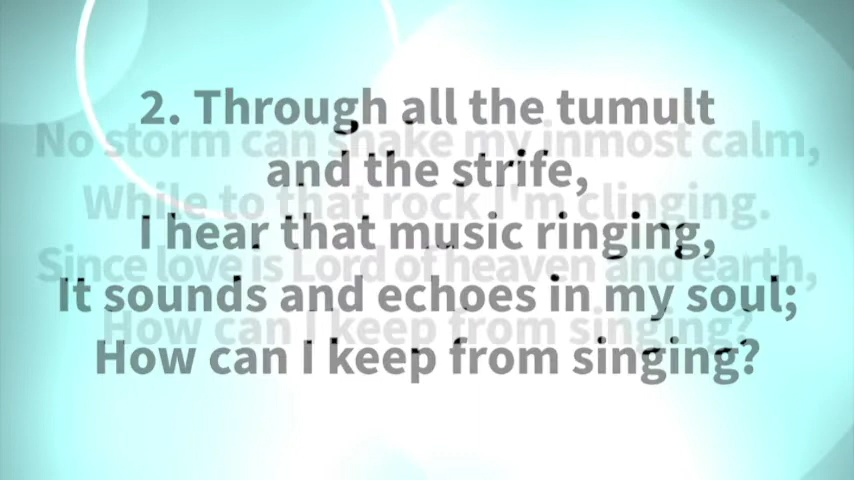 2. Through all the tumult
No storm can shake my inmost calm,
and the strife,
While to that rock I'm clinging.
I hear that music ringing,
Since love is Lord of heaven and earth,
It sounds and echoes in my soul;
How can I keep from singing?
How can I keep from singing?